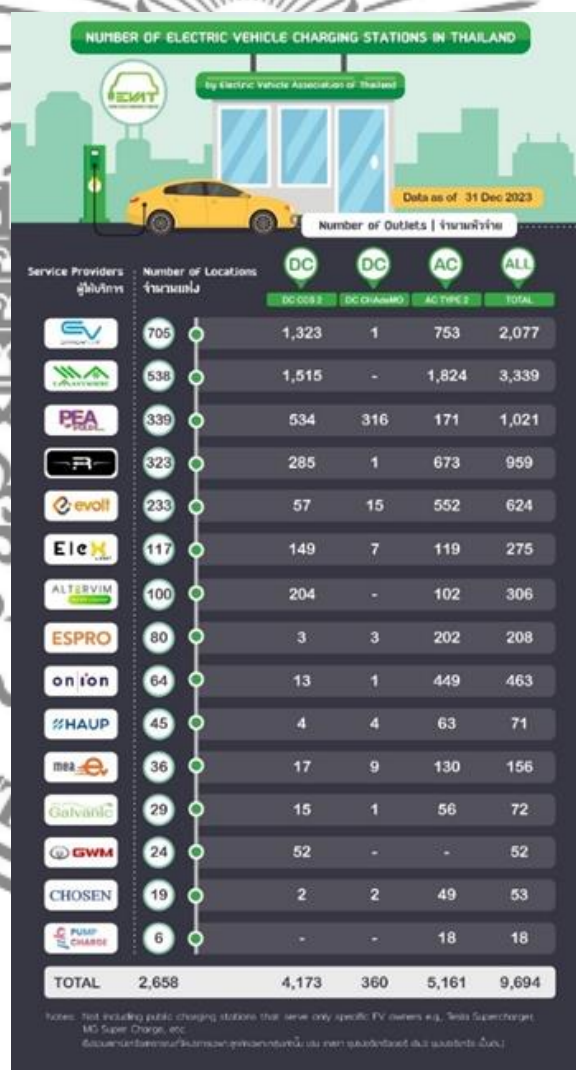 NUMBER OF ELECTRIC VEHICLE CHARGING STATIONS IN THAILAND
by Electric Vehicle Association of Thailand
EVAT
Data as of 31 Dec 2023
Number of Outlets | จำนวนหัวจ่าย
Service Providers Number of Locations DC DC AC ALL
ผู้ให้บริการ จำนวนแห่ง DC CCS 2 DC CHAdeMO AC TYPE 2 TOTAL
EV 705 1,323 1 753 2,077
538 1,515 - 1,824 3,339
PEA VOLTA 339 534 316 171 1,021
323 285 1 673 959
evolt 233 57 15 552 624
EleX 117 149 7 119 275
ALTERVIM 100 204 - 102 306
ESPRO 80 3 3 202 208
on|ion 64 13 1 449 463
HAUP 45 4 4 63 71
mea 36 17 9 130 156
Galvanic 29 15 1 56 72
GWM 24 52 - - 52
CHOSEN 19 2 2 49 53
PUMP CHARGE 6 - - 18 18
TOTAL 2,658 4,173 360 5,161 9,694
Notes: Not including public charging stations that serve only specific EV owners e.g., Tesla Supercharger,
MG Super Charge, etc.